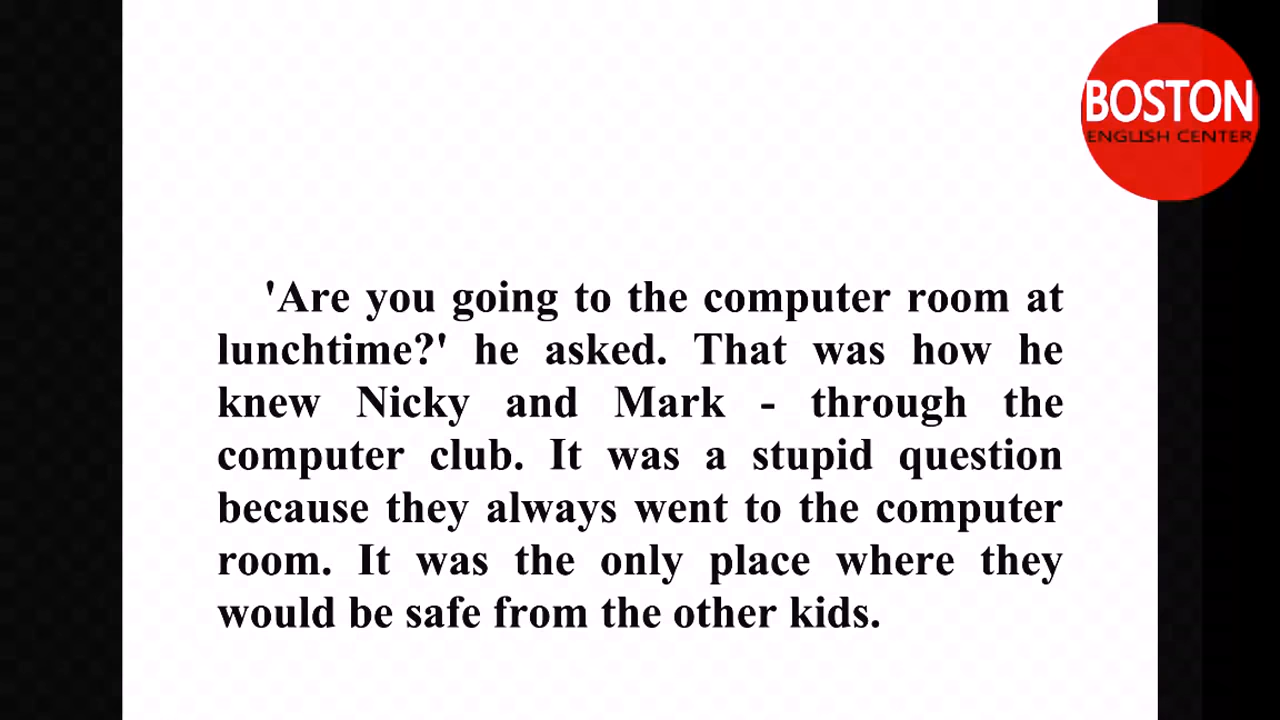 BOSTON
ENGLISH CENTER
'Are you going to the computer room at
lunchtime?' he asked. That was how he
knew Nicky and Mark - through the
computer club. It was a stupid question
because they always went to the computer
room. It was the only place where they
would be safe from the other kids.